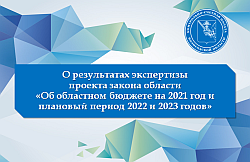 О результатах экспертизы
проекта закона области
«Об областном бюджете на 2021 год и
плановый период 2022 и 2023 годов»